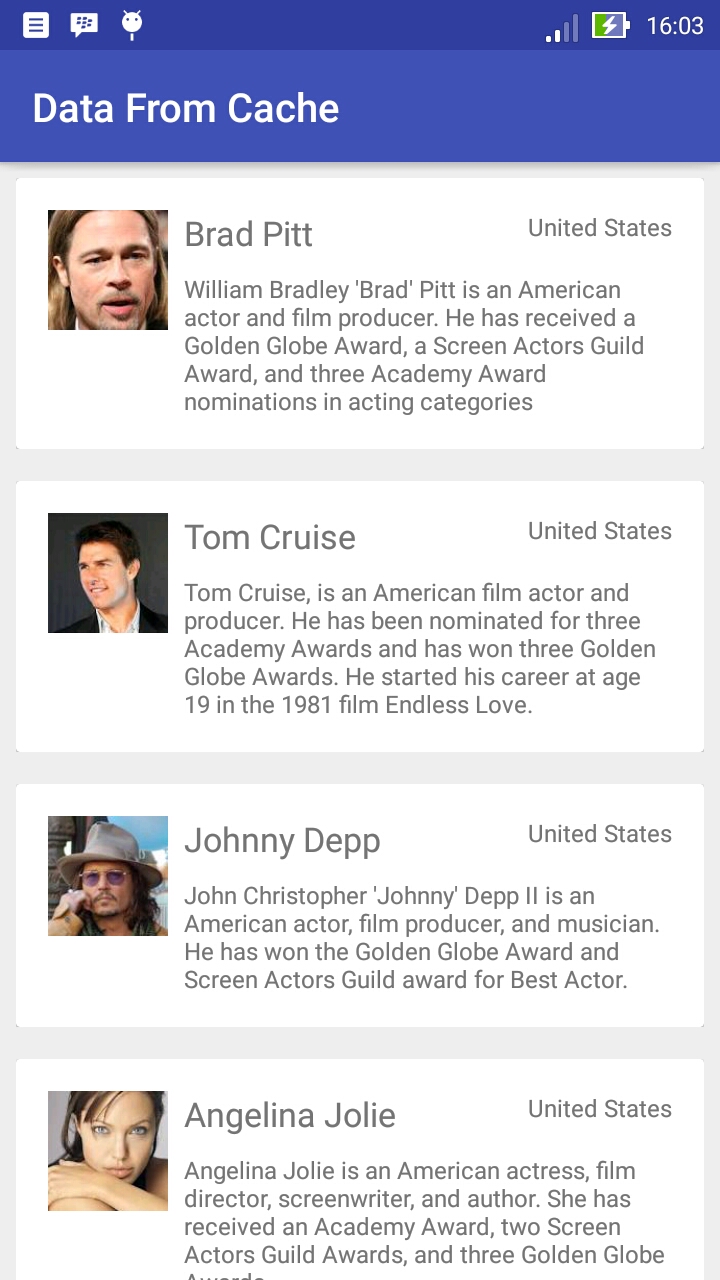 16:03
Data From Cache
Brad Pitt
United States
William Bradley 'Brad' Pitt is an American
actor and film producer. He has received a
Golden Globe Award, a Screen Actors Guild
Award, and three Academy Award
nominations in acting categories
Tom Cruise
United States
Tom Cruise, is an American film actor and
producer. He has been nominated for three
Academy Awards and has won three Golden
Globe Awards. He started his career at age
19 in the 1981 film Endless Love.
Johnny Depp
United States
John Christopher 'Johnny' Depp II is an
American actor, film producer, and musician.
He has won the Golden Globe Award and
Screen Actors Guild award for Best Actor.
Angelina Jolie
United States
Angelina Jolie is an American actress, film
director, screenwriter, and author. She has
received an Academy Award, two Screen
Actors Guild Awards, and three Golden Globe